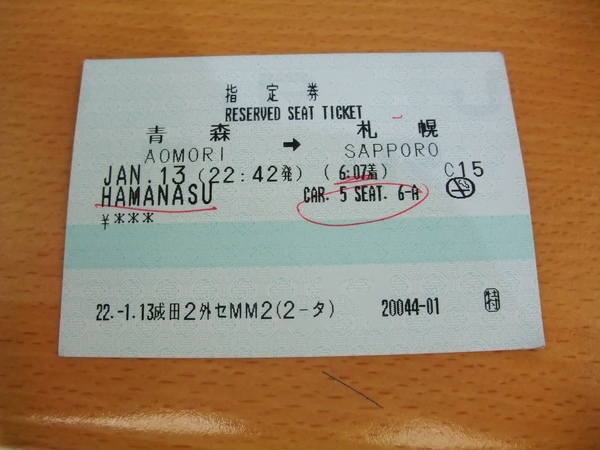 指定券
RESERVED SEAT TICKET
青森 ➡ 札幌
AOMORI SAPPORO
JAN.13 (22:42発) (6:07着) C15
HAMANASU CAR. 5 SEAT. 6-A
¥***
22.-1.13成田2外セMM2(2-タ) 20044-01 特